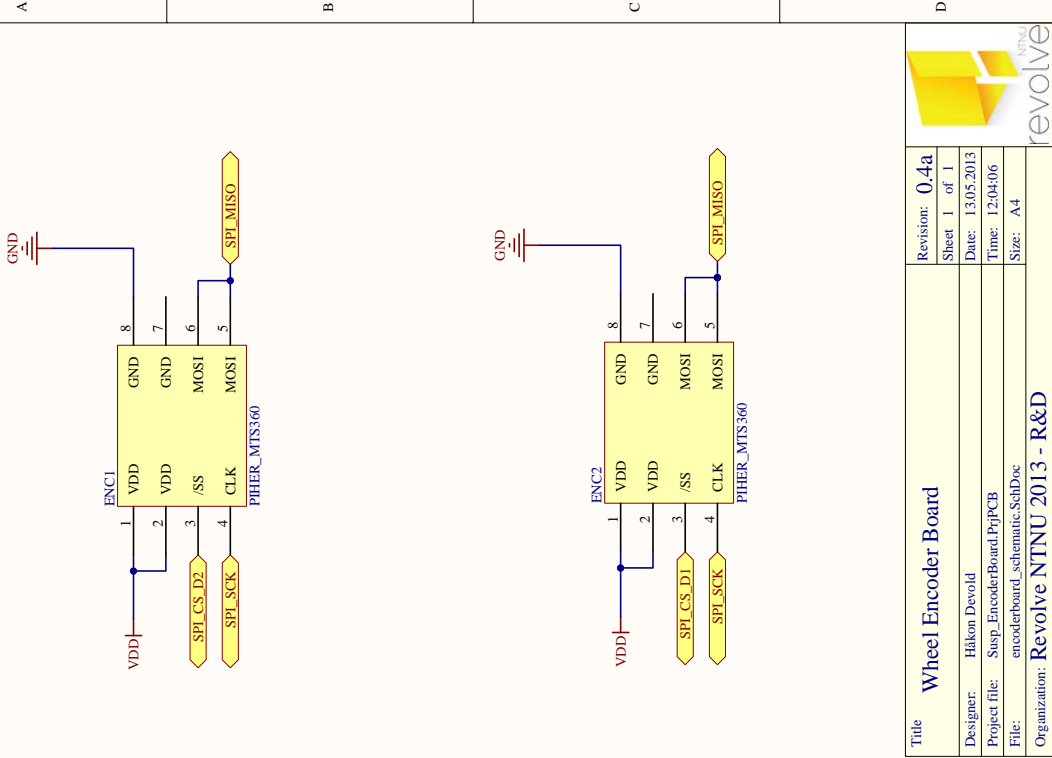 A
B
C
D
GND
SPI_MISO
8
7
6
5
GND
GND
MOSI
MOSI
ENC1
VDD
VDD
/SS
CLK
PIHER_MTS360
1
2
3
4
VDD
SPI_CS_D2
SPI_SCK
GND
SPI_MISO
8
7
6
5
GND
GND
MOSI
MOSI
ENC2
VDD
VDD
/SS
CLK
PIHER_MTS360
1
2
3
4
VDD
SPI_CS_D1
SPI_SCK
Title Wheel Encoder Board
Revision: 0.4a
Sheet 1 of 1
Designer: Håkon Devold
Date: 13.05.2013
Project file: Susp_EncoderBoard.PrjPCB
Time: 12:04:06
File: encoderboard_schematic.SchDoc
Size: A4
Organization: Revolve NTNU 2013 - R&D
revolve NTNU